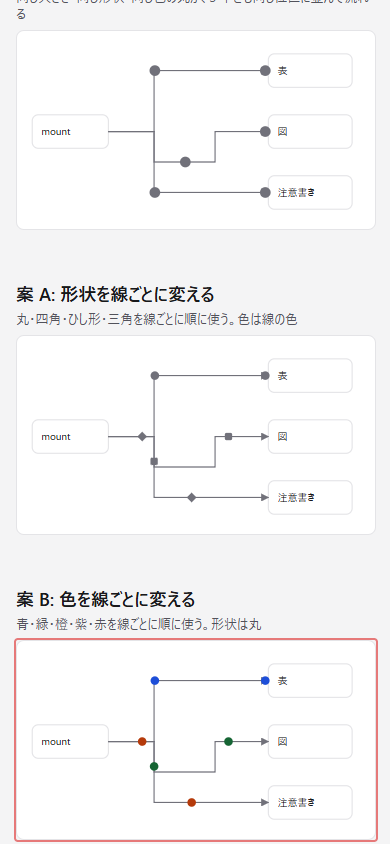 る
表
mount
図
注意書き
案 A: 形状を線ごとに変える
丸・四角・ひし形・三角を線ごとに順に使う。色は線の色
表
mount
図
注意書き
案 B: 色を線ごとに変える
青・緑・橙・紫・赤を線ごとに順に使う。形状は丸
表
mount
図
注意書き